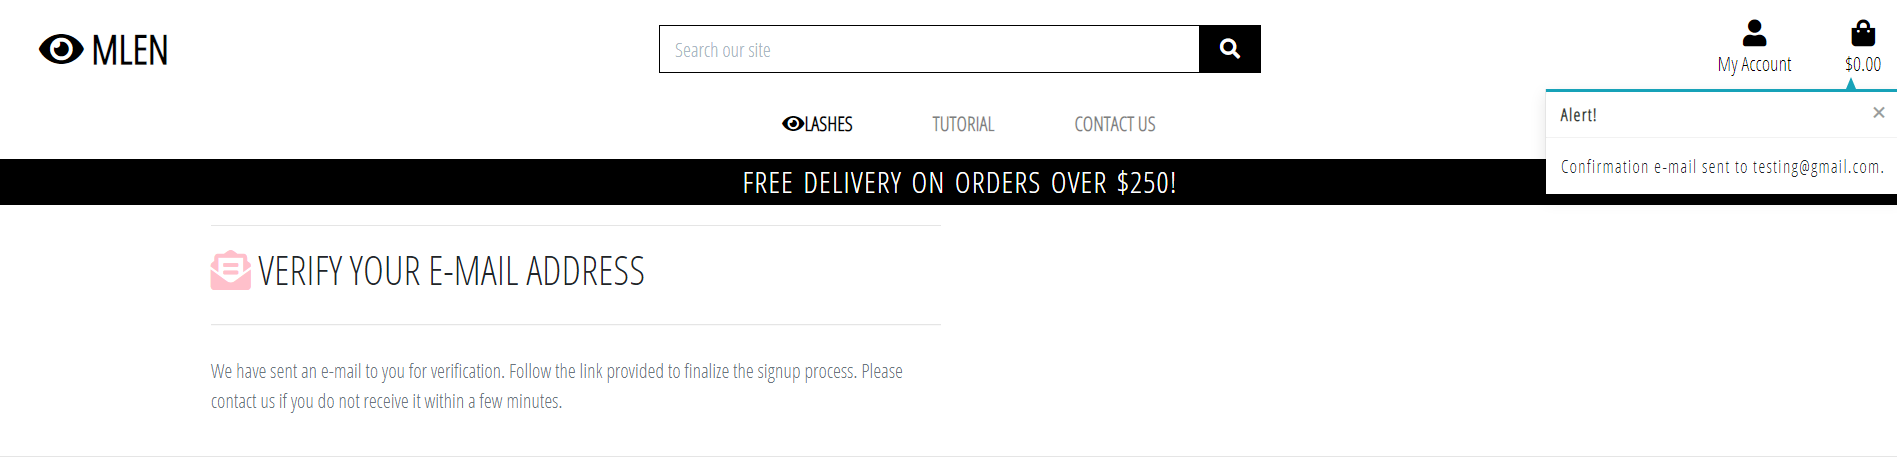 MLEN
Search our site
My Account
$0.00
Alert!
Confirmation e-mail sent to testing@gmail.com.
LASHES
TUTORIAL
CONTACT US
FREE DELIVERY ON ORDERS OVER $250!
VERIFY YOUR E-MAIL ADDRESS
We have sent an e-mail to you for verification. Follow the link provided to finalize the signup process. Please
contact us if you do not receive it within a few minutes.